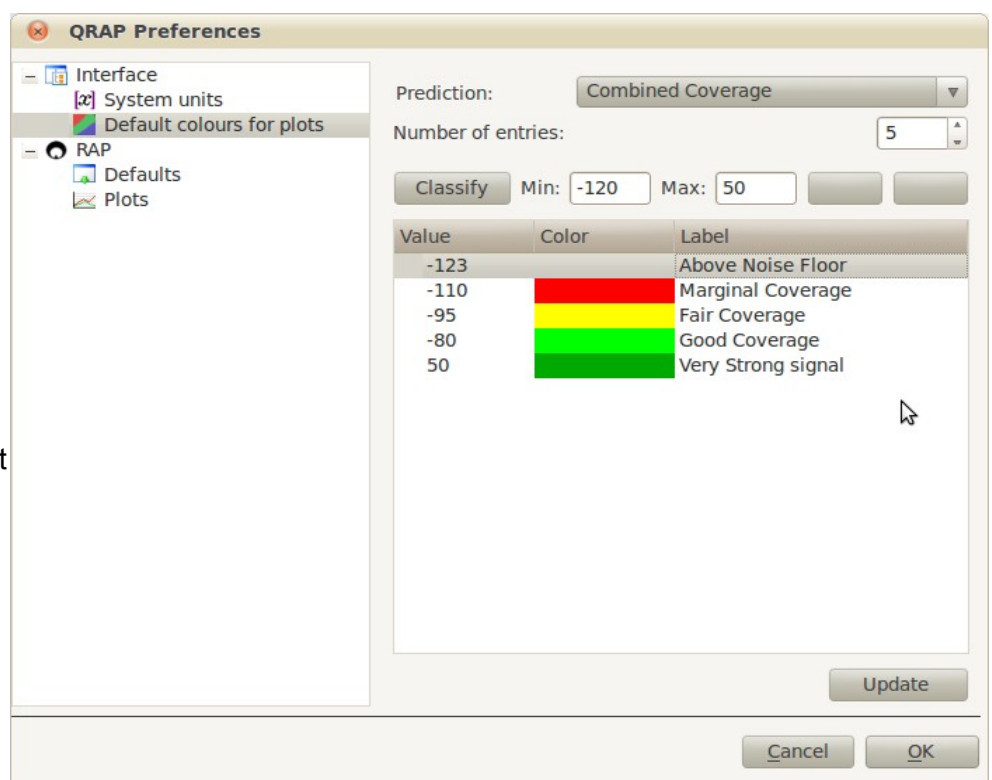 QRAP Preferences
Interface
[x] System units
Default colours for plots
RAP
Defaults
Plots
Prediction: Combined Coverage
Number of entries: 5
Classify Min: -120 Max: 50
Value Color Label
-123 Above Noise Floor
-110 Marginal Coverage
-95 Fair Coverage
-80 Good Coverage
50 Very Strong signal
t
Update
Cancel OK